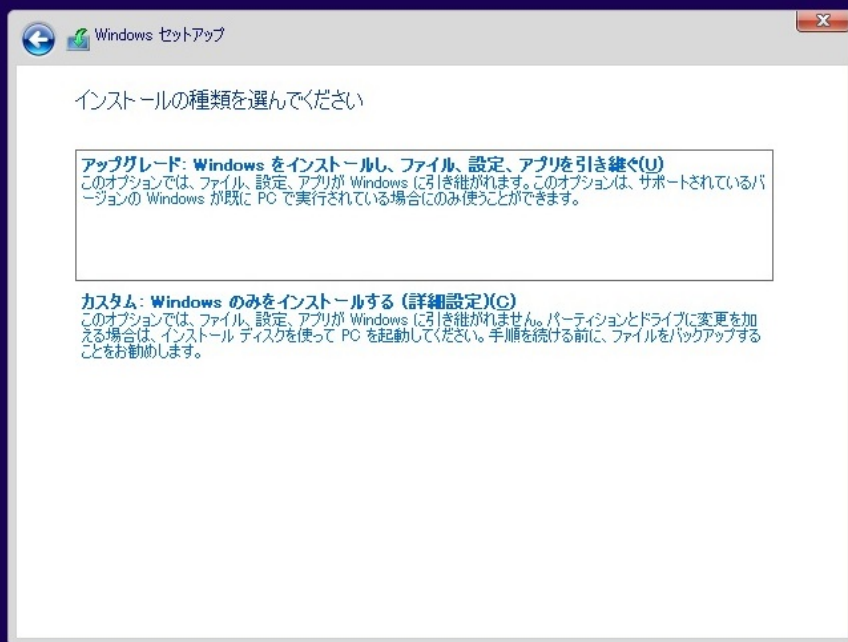 Windows セットアップ
インストールの種類を選んでください
アップグレード: Windows をインストールし、ファイル、設定、アプリを引き継ぐ(U)
このオプションでは、ファイル、設定、アプリが Windows に引き継がれます。このオプションは、サポートされているバ
ージョンの Windows が既に PC で実行されている場合にのみ使うことができます。
カスタム: Windows のみをインストールする (詳細設定)(C)
このオプションでは、ファイル、設定、アプリが Windows に引き継がれません。パーティションとドライブに変更を加
える場合は、インストール ディスクを使って PC を起動してください。手順を続ける前に、ファイルをバックアップする
ことをお勧めします。